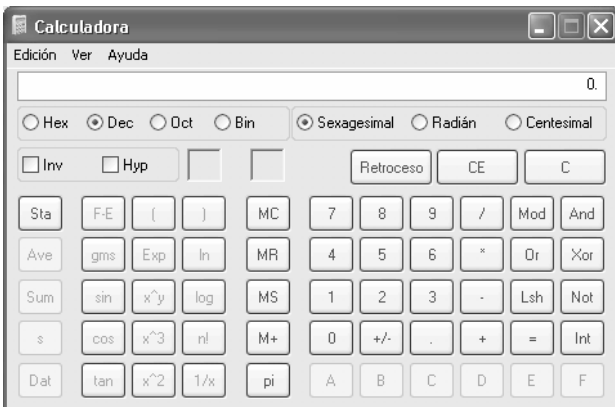 Calculadora
Edición Ver Ayuda
0.
Hex Dec Oct Bin Sexagesimal Radián Centesimal
Inv Hyp Retroceso CE C
Sta F-E ( ) MC 7 8 9 / Mod And
Ave gms Exp ln MR 4 5 6 * Or Xor
Sum sin x^y log MS 1 2 3 - Lsh Not
s cos x^3 n! M+ 0 +/- . + = Int
Dat tan x^2 1/x pi A B C D E F